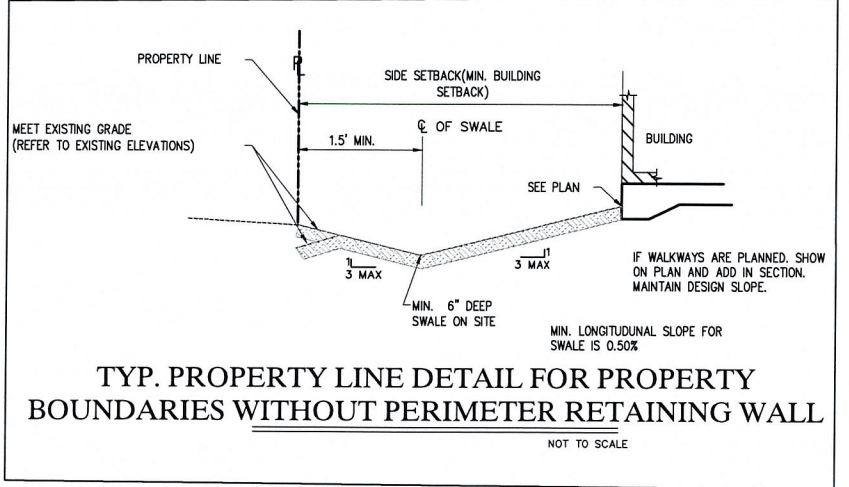 PROPERTY LINE
PL
SIDE SETBACK(MIN. BUILDING
SETBACK)
MEET EXISTING GRADE
(REFER TO EXISTING ELEVATIONS)
1.5' MIN.
CL OF SWALE
BUILDING
SEE PLAN
1
3 MAX
1
3 MAX
IF WALKWAYS ARE PLANNED. SHOW
ON PLAN AND ADD IN SECTION.
MAINTAIN DESIGN SLOPE.
MIN. 6" DEEP
SWALE ON SITE
MIN. LONGITUDUNAL SLOPE FOR
SWALE IS 0.50%
TYP. PROPERTY LINE DETAIL FOR PROPERTY
BOUNDARIES WITHOUT PERIMETER RETAINING WALL
NOT TO SCALE